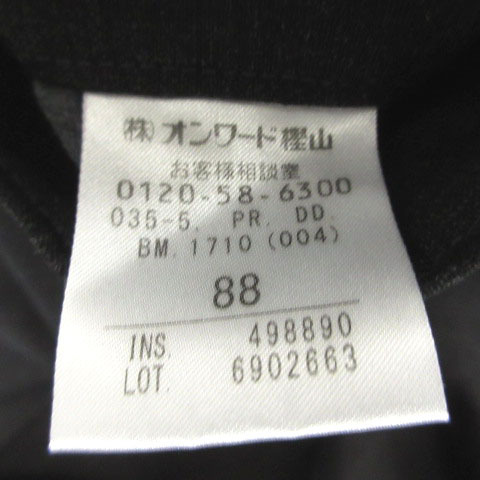 ㈱オンワード樫山
お客様相談室
0120-58-6300
035-5. PR. DD.
BM. 1710 (004)
88
INS. 498890
LOT. 6902663